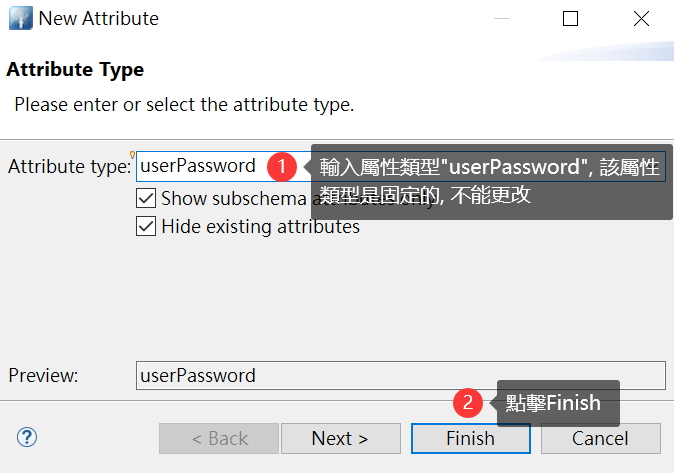 New Attribute
Attribute Type
Please enter or select the attribute type.
Attribute type: userPassword
1 輸入屬性類型"userPassword", 該屬性
類型是固定的, 不能更改
Show subschema a
Hide existing attributes
Preview: userPassword
2 點擊Finish
? < Back Next > Finish Cancel